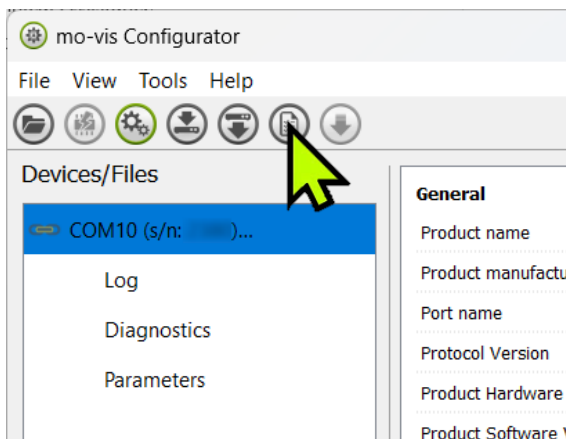 mo-vis Configurator
File View Tools Help
Devices/Files
COM10 (s/n: )...
Log
Diagnostics
Parameters
General
Product name
Product manufactu
Port name
Protocol Version
Product Hardware
Product Software V